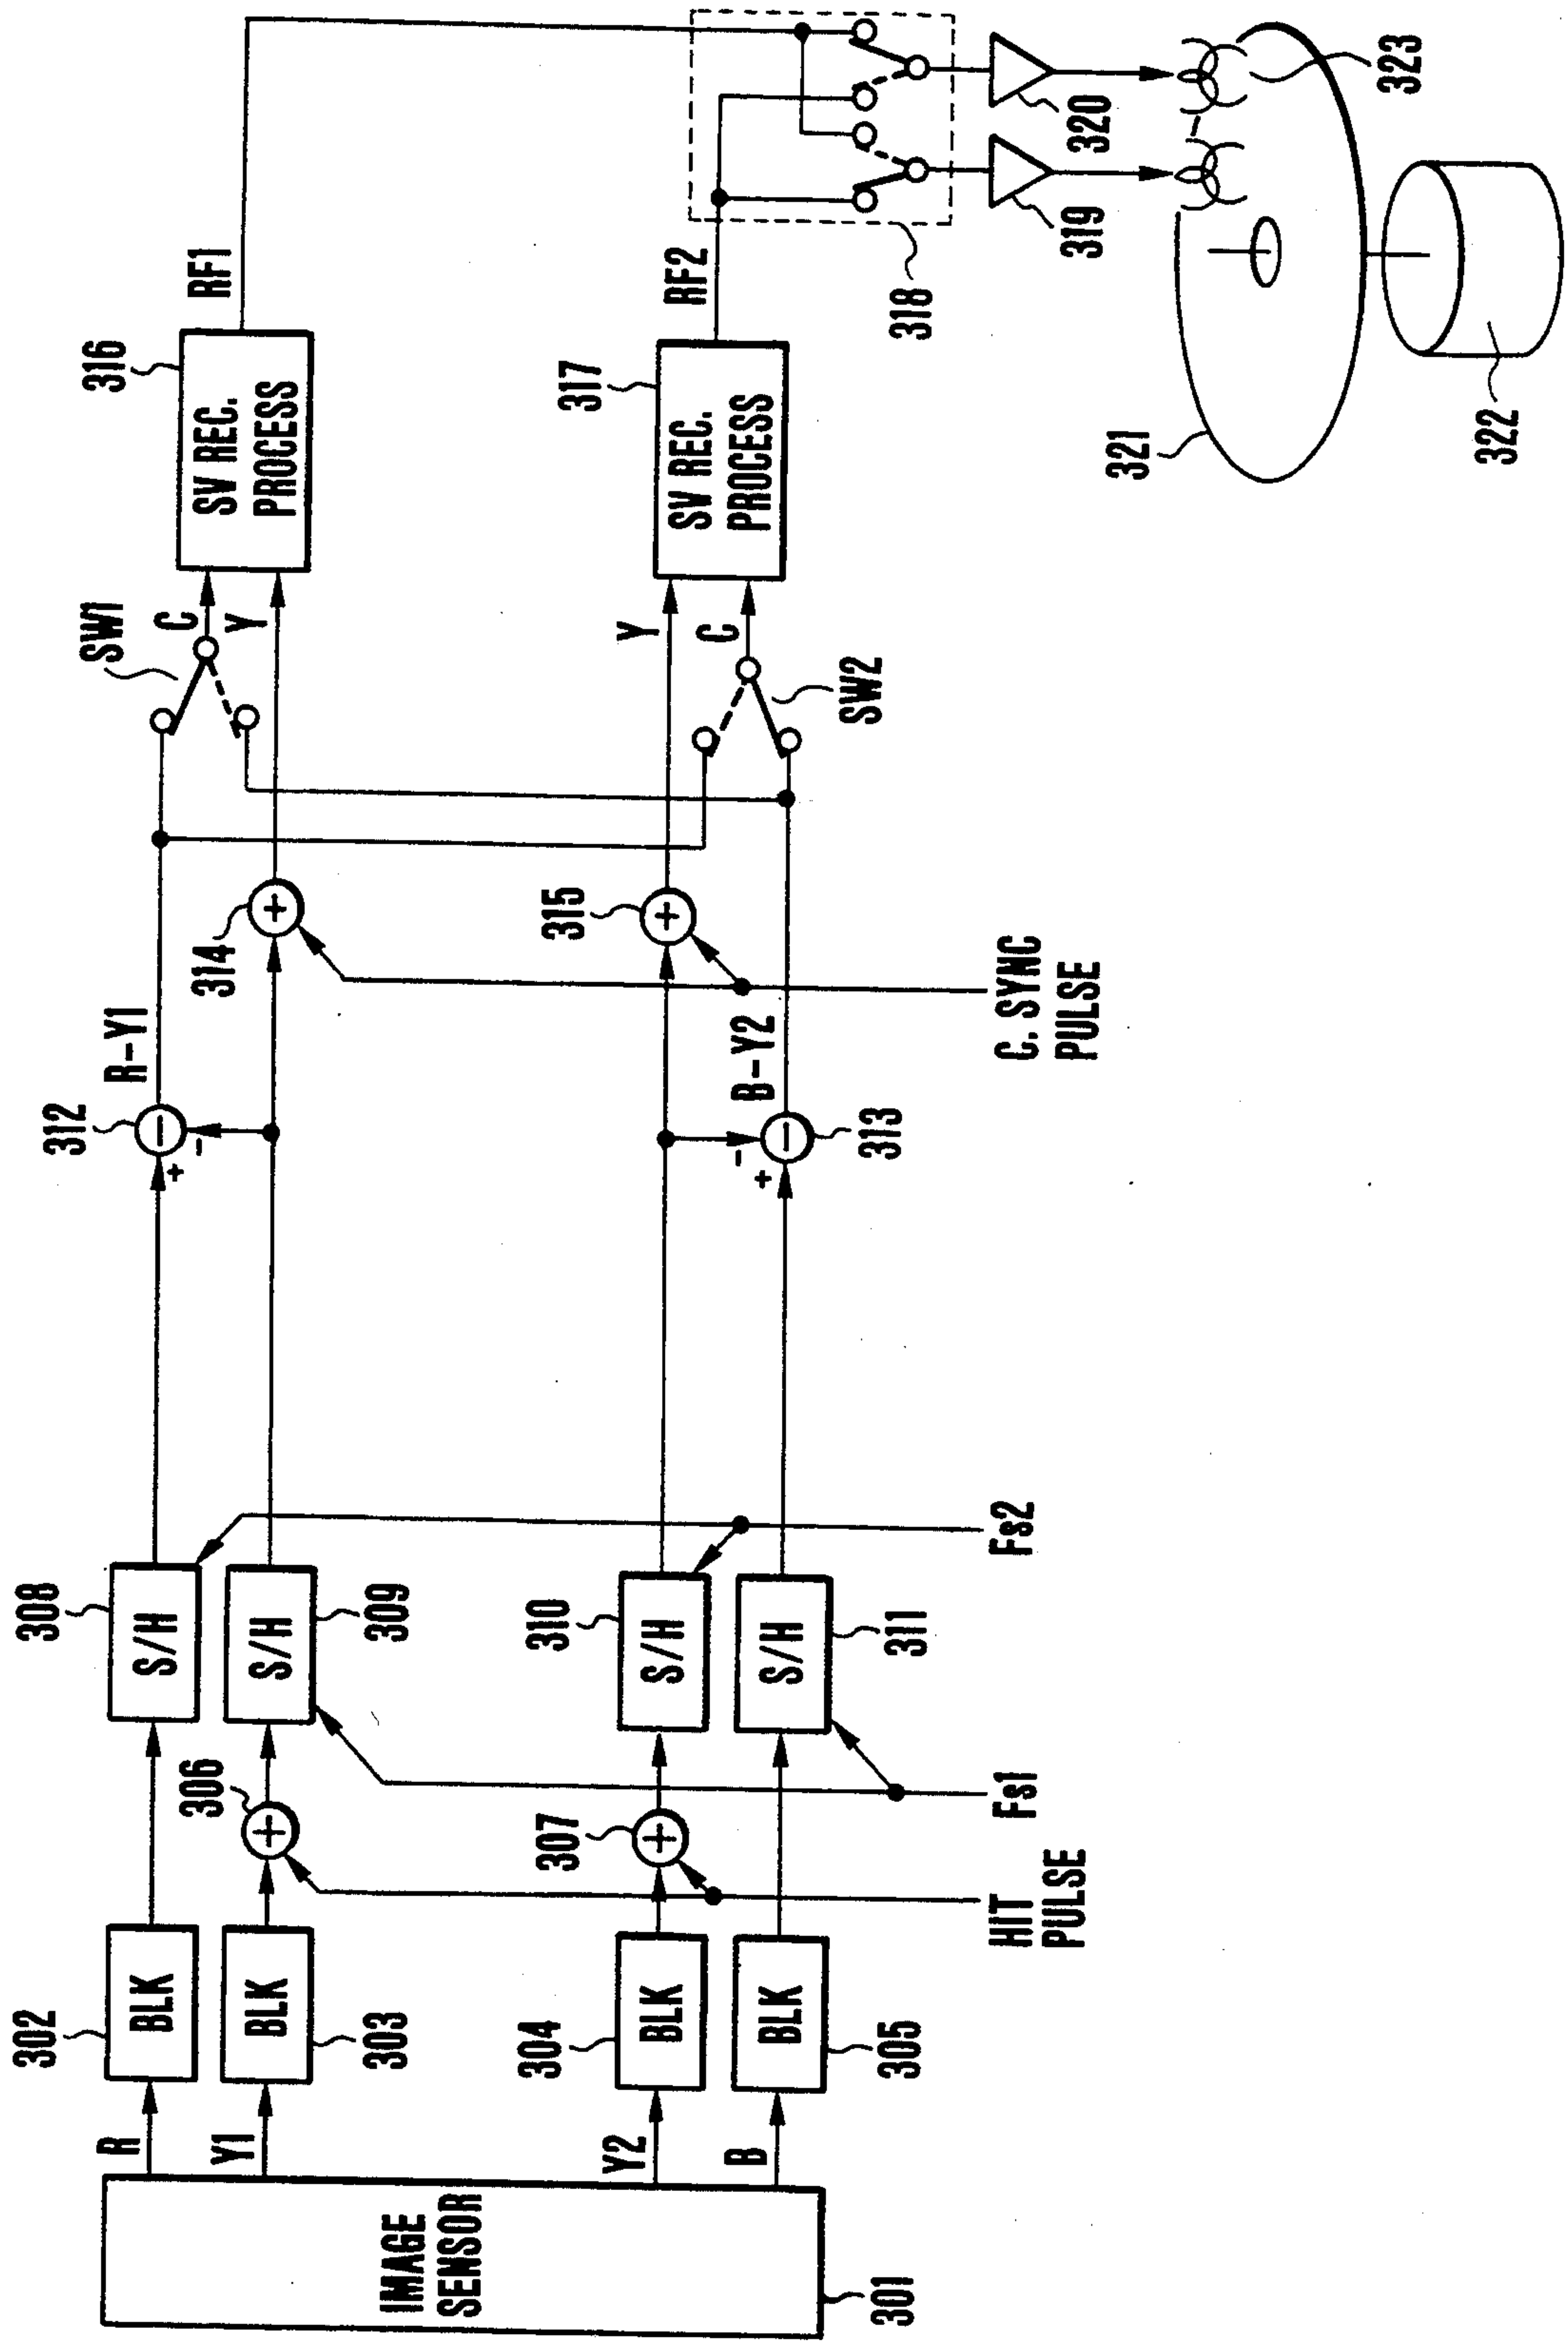 IMAGE
SENSOR
301
R
Y1
Y2
B
302
BLK
BLK
303
304
BLK
BLK
305
306
307
HIT
PULSE
Fs1
308
S/H
S/H
309
310
S/H
S/H
311
Fs2
312
+
-
R-Y1
314
315
B-Y2
-
+
313
C. SYNC
PULSE
SW1
C
Y
Y
C
SW2
316
SV REC.
PROCESS
317
SV REC.
PROCESS
RF1
RF2
318
319
320
321
322
323